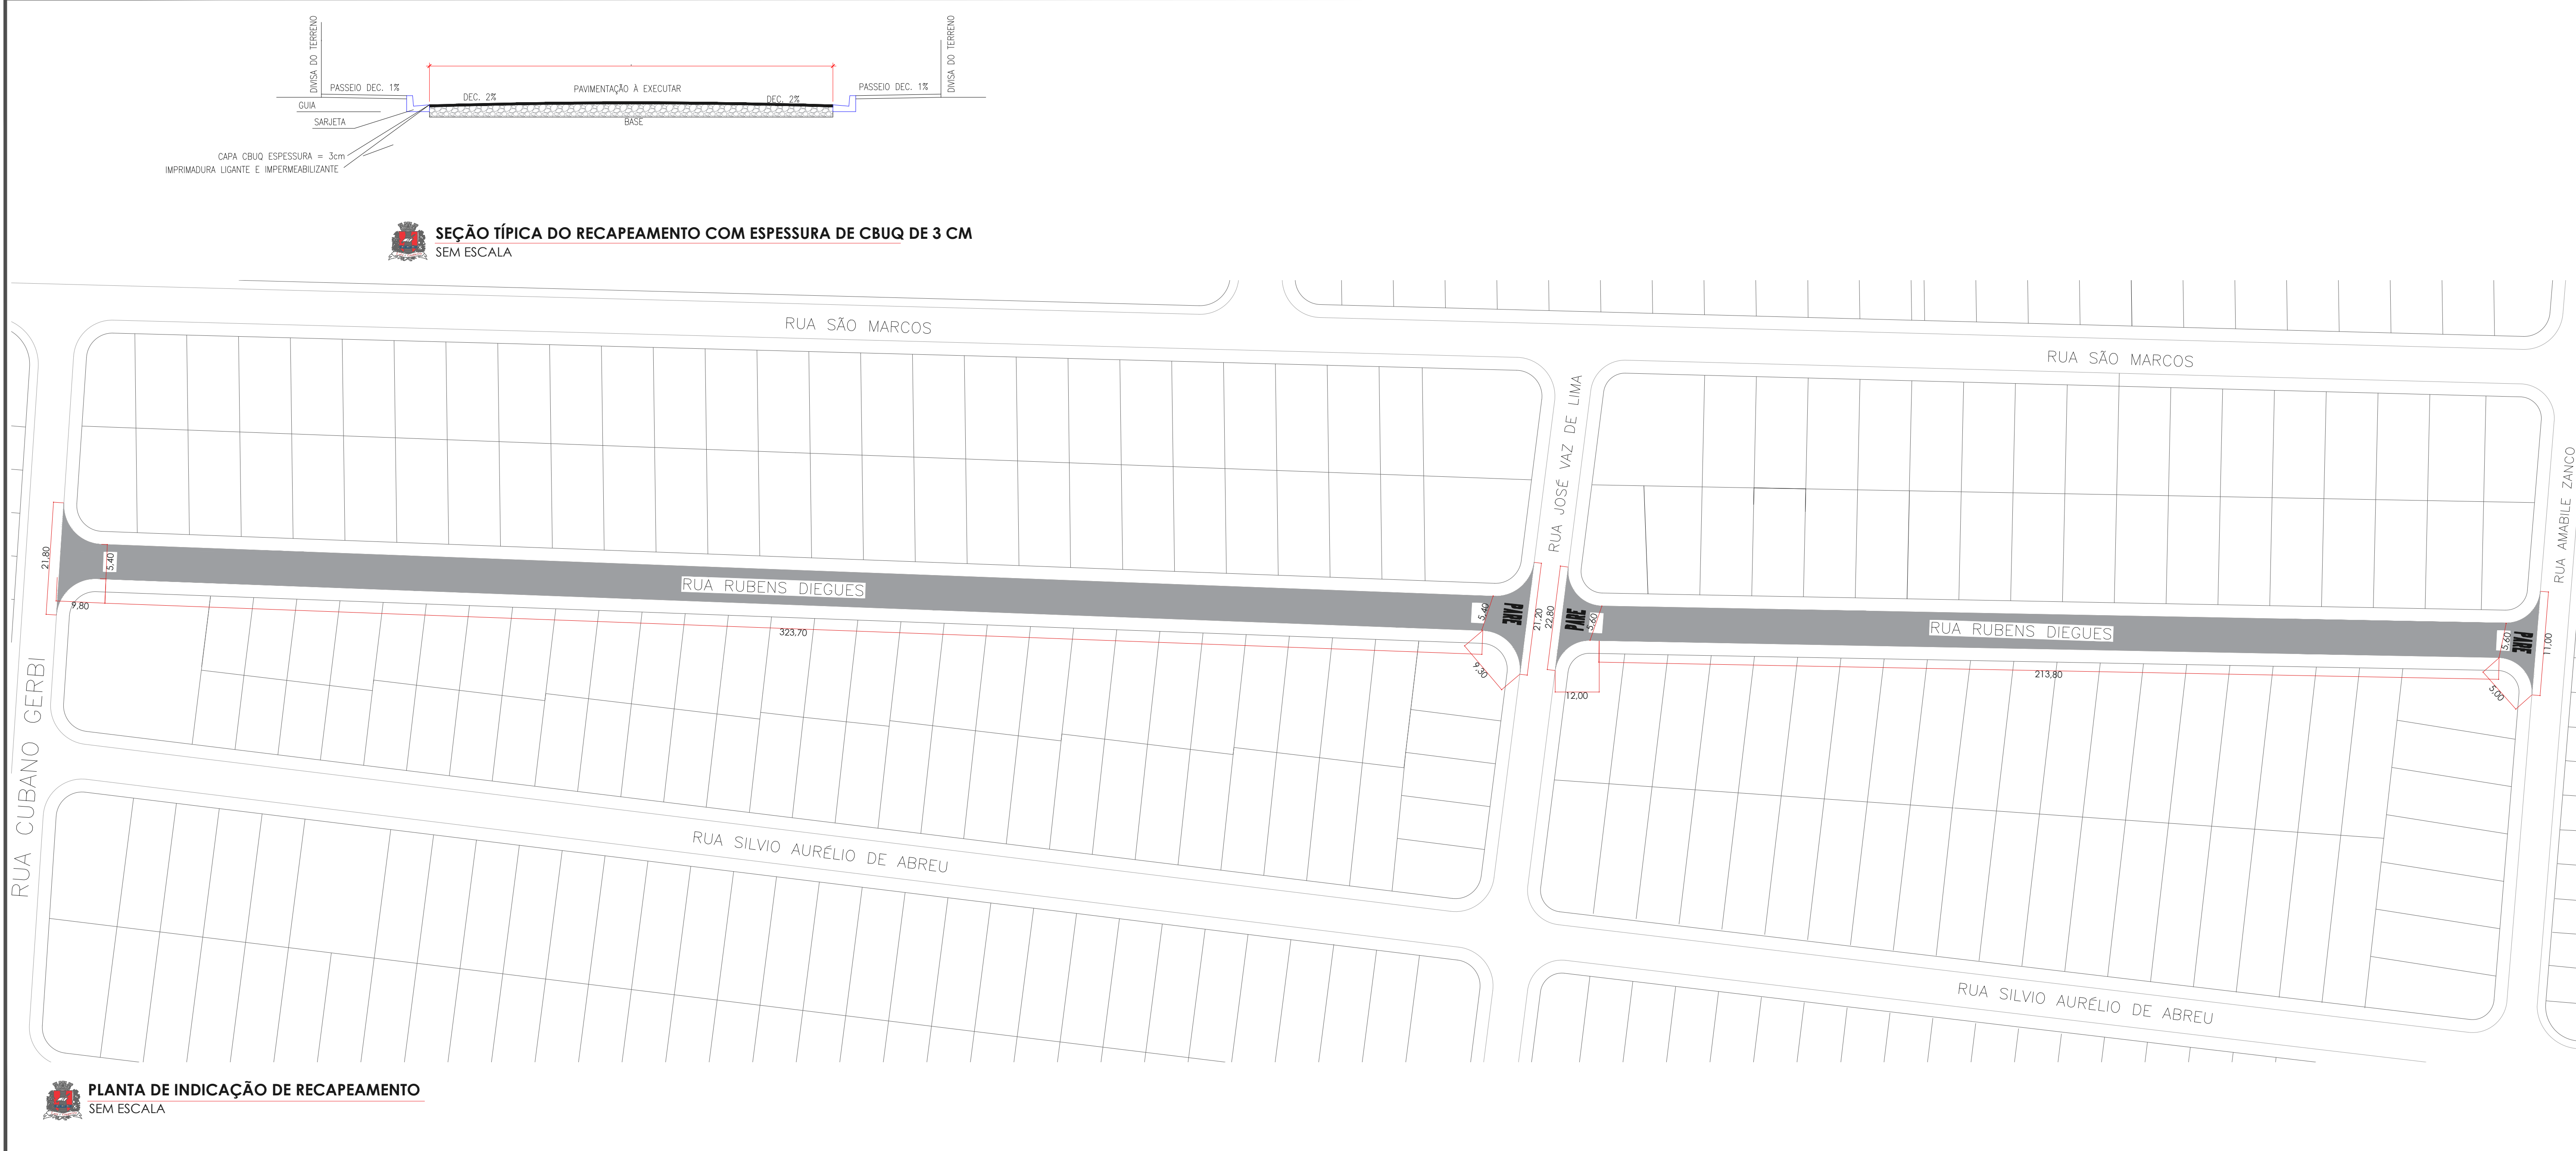 DIVISA DO TERRENO
DIVISA DO TERRENO
PASSEIO DEC. 1%
PAVIMENTAÇÃO À EXECUTAR
PASSEIO DEC. 1%
DEC. 2%
DEC. 2%
GUIA
SARJETA
BASE
CAPA CBUQ ESPESSURA = 3cm
IMPRIMADURA LIGANTE E IMPERMEABILIZANTE
SEÇÃO TÍPICA DO RECAPEAMENTO COM ESPESSURA DE CBUQ DE 3 CM
SEM ESCALA
RUA SÃO MARCOS
RUA SÃO MARCOS
RUA JOSÉ VAZ DE LIMA
RUA AMABILE ZANCO
21,80
5,40
9,80
RUA RUBENS DIEGUES
323,70
5,40
PARE
9,30
21,20
22,80
PARE
5,60
12,00
RUA RUBENS DIEGUES
213,80
5,60
PARE
11,00
5,00
RUA CUBANO GERBI
RUA SILVIO AURÉLIO DE ABREU
RUA SILVIO AURÉLIO DE ABREU
PLANTA DE INDICAÇÃO DE RECAPEAMENTO
SEM ESCALA